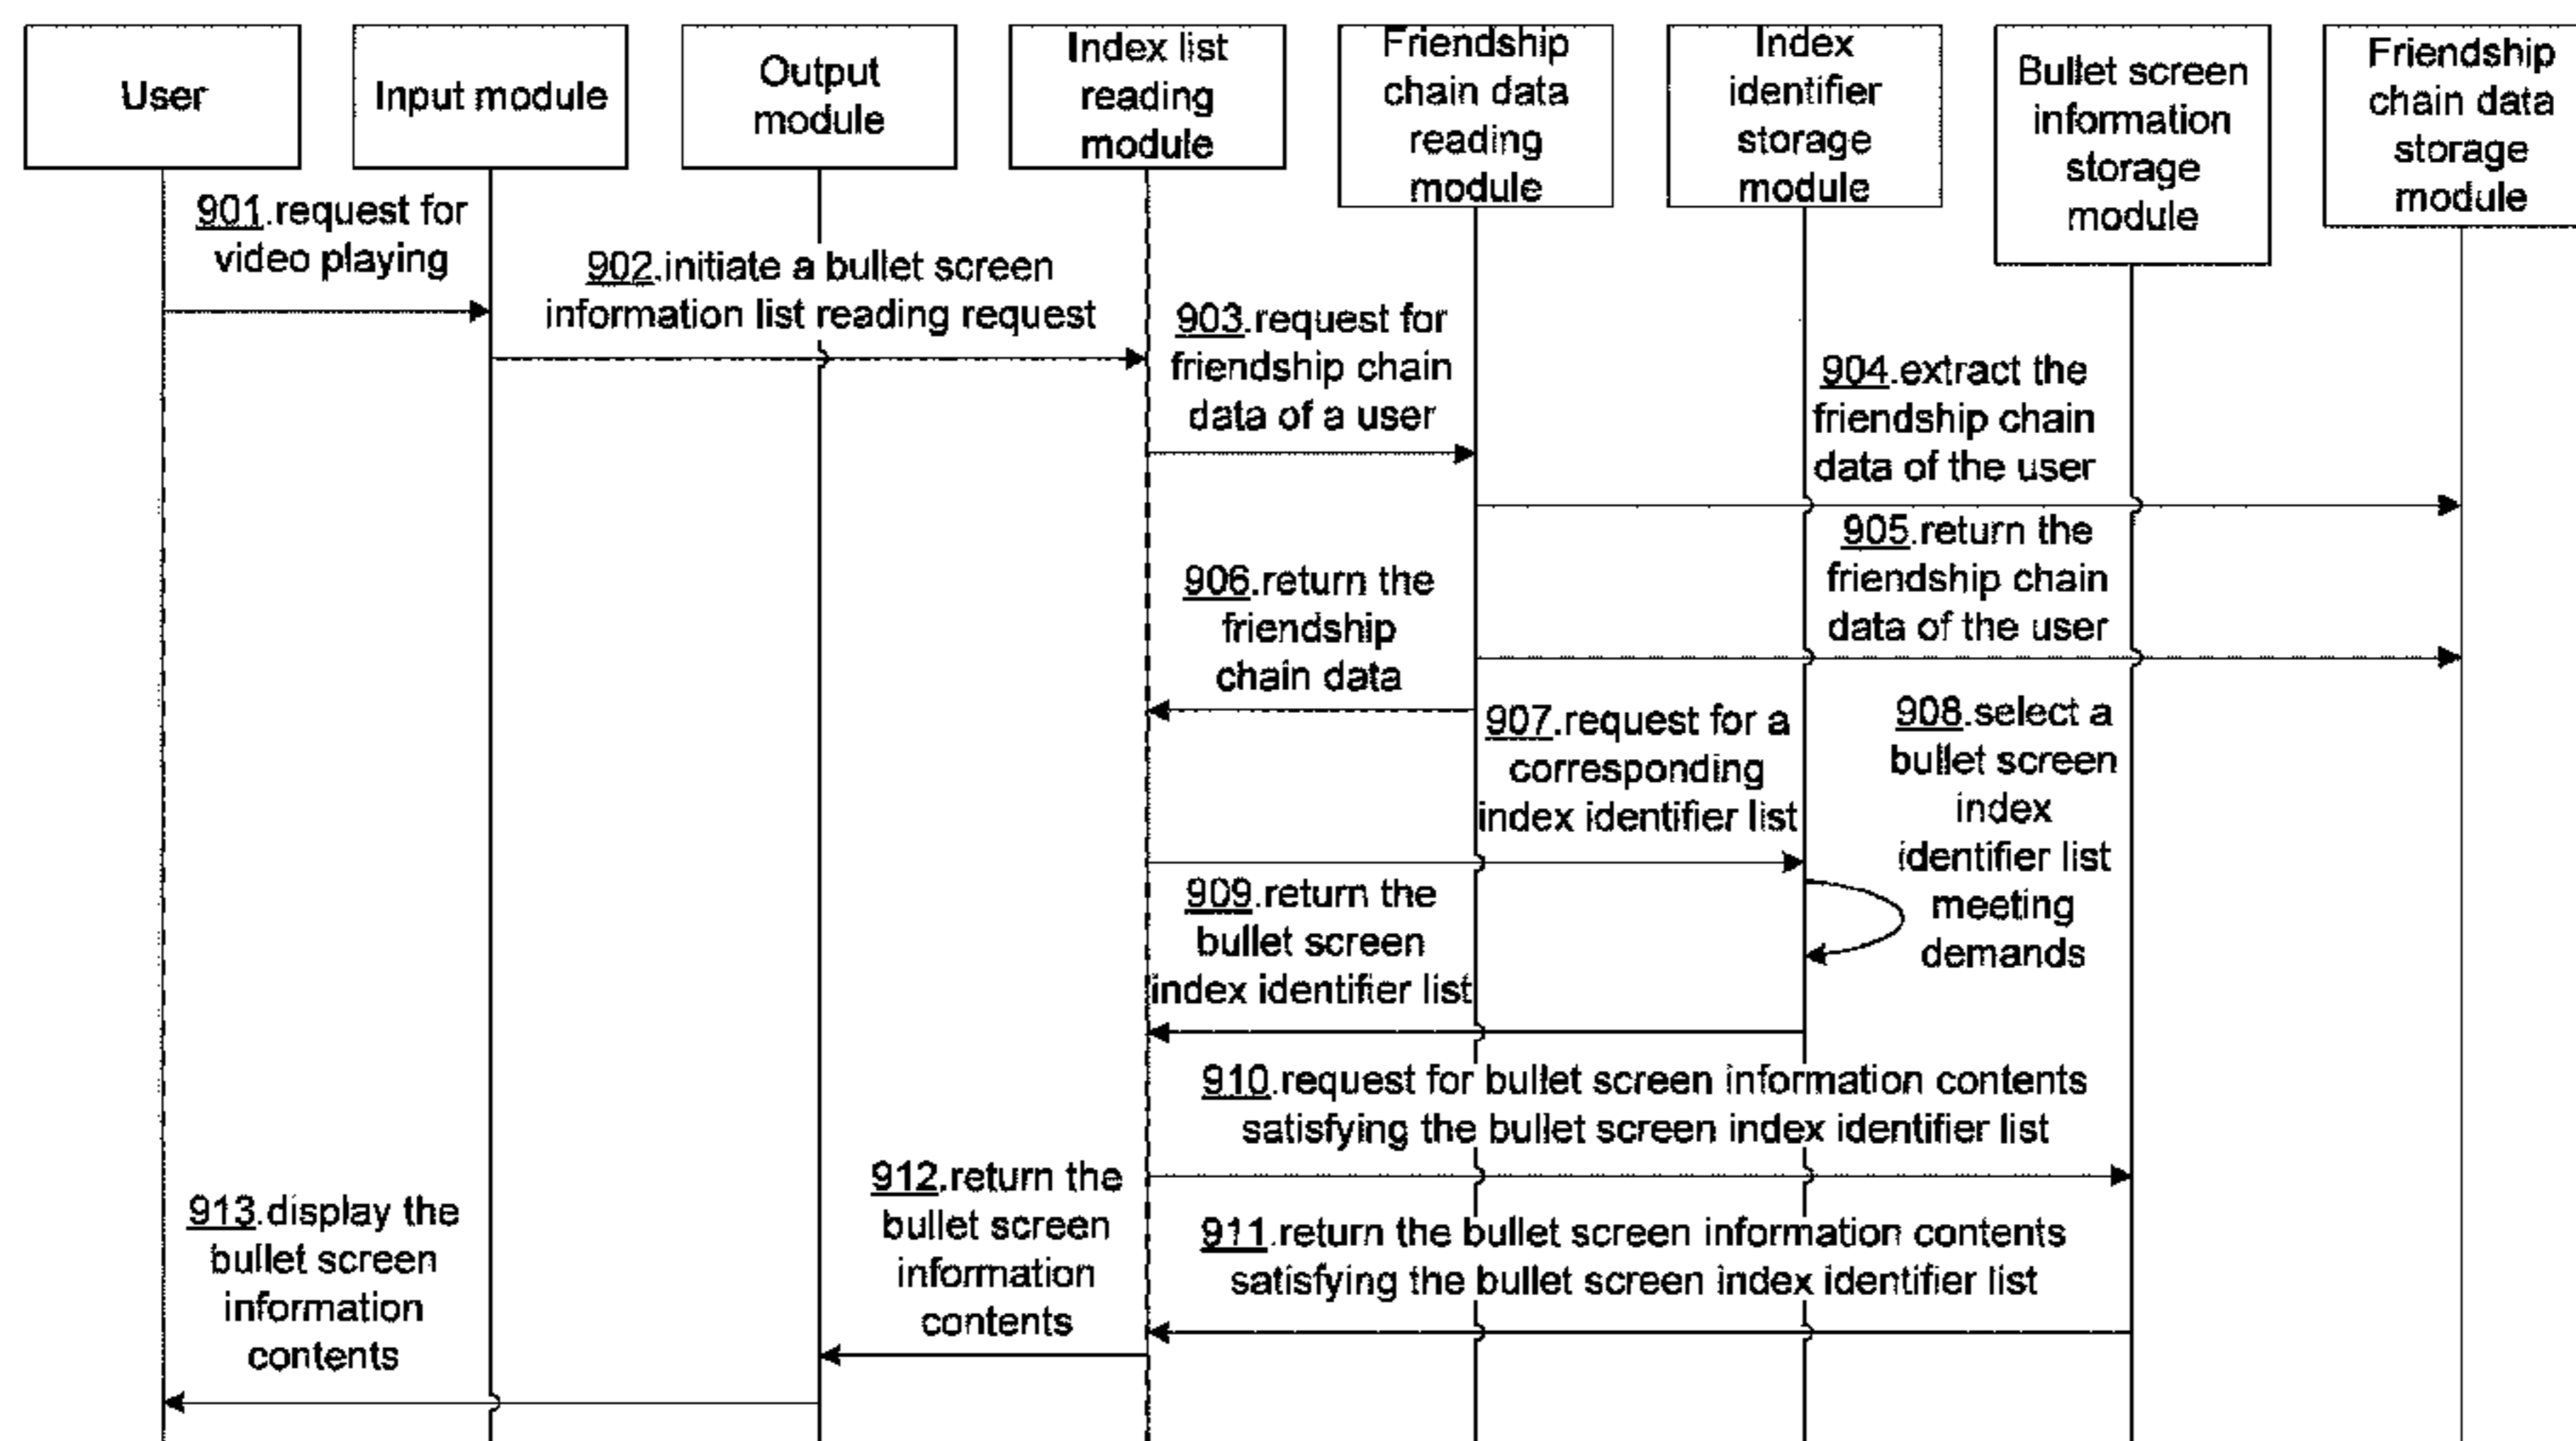 User
Input module
Output
module
Index list
reading
module
Friendship
chain data
reading
module
Index
identifier
storage
module
Bullet screen
information
storage
module
Friendship
chain data
storage
module
901.request for
video playing
902.initiate a bullet screen
information list reading request
903.request for
friendship chain
data of a user
904.extract the
friendship chain
data of the user
905.return the
friendship chain
data of the user
906.return the
friendship
chain data
907.request for a
corresponding
index identifier list
908.select a
bullet screen
index
identifier list
meeting
demands
909.return the
bullet screen
index identifier list
910.request for bullet screen information contents
satisfying the bullet screen index identifier list
911.return the bullet screen information contents
satisfying the bullet screen index identifier list
912.return the
bullet screen
information
contents
913.display the
bullet screen
information
contents